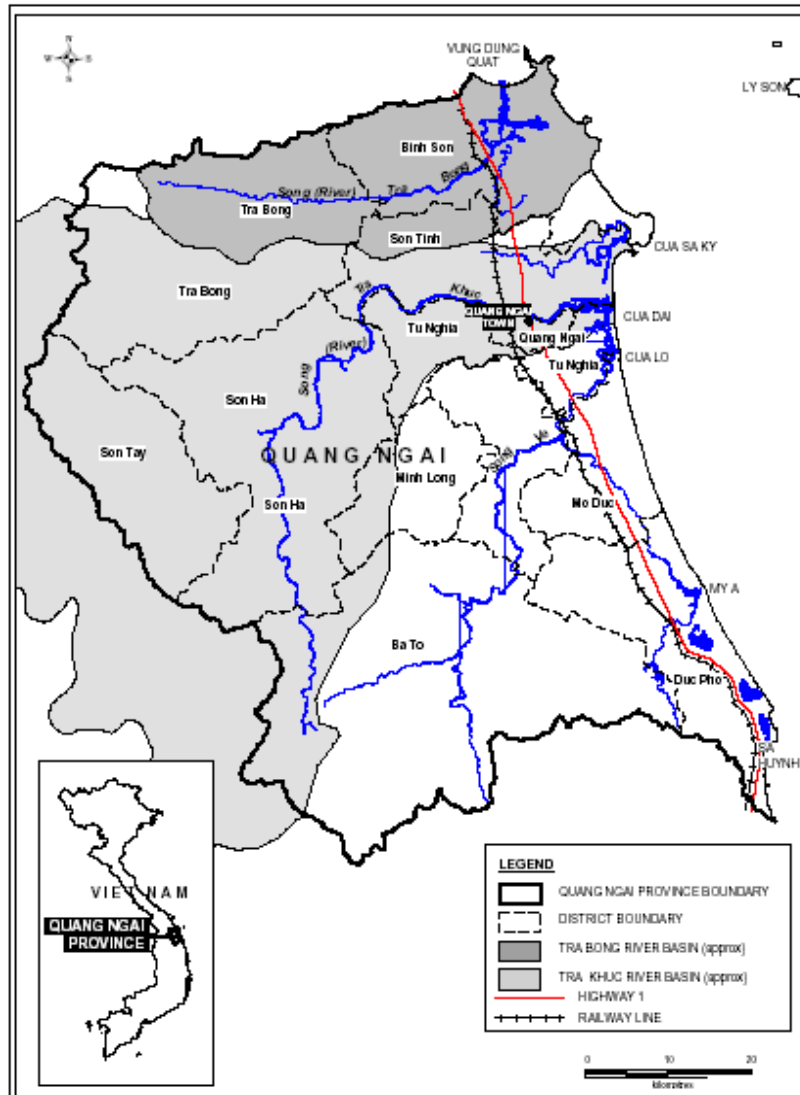 N
W
S
S
VUNG DUNG
QUAT
LY SON
Binh Son
Song (River) Tra Bong
Tra Bong
Son Tinh
CUA SA KY
Tra Bong
Tra Khuc
QUANG NGAI
TOWN
CUA DAI
Tu Nghia
Quang Ngai
(River)
CUA LO
Tu Nghia
Song
Son Ha
Son Tay
QUANG NGAI
Song Ve
Minh Long
Mo Duc
Son Ha
MY A
Ba To
Duc Pho
SA
HUYNH
VIETNAM
QUANG NGAI
PROVINCE
LEGEND
QUANG NGAI PROVINCE BOUNDARY
DISTRICT BOUNDARY
TRA BONG RIVER BASIN (approx)
TRA KHUC RIVER BASIN (approx)
HIGHWAY 1
RAILWAY LINE
0 10 20
kilometres